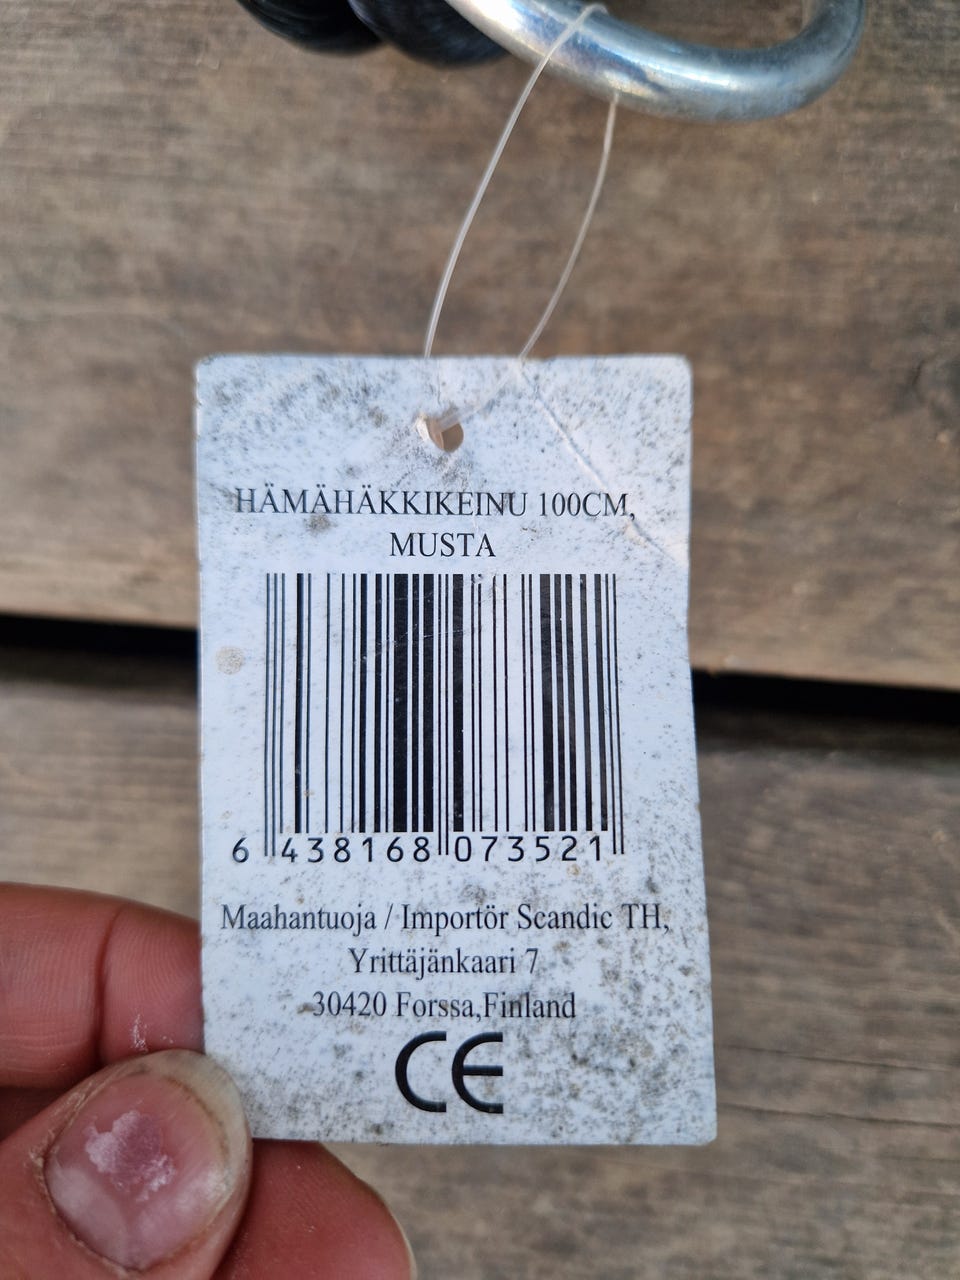 HÄMÄHÄKKIKEINU 100CM,
MUSTA
6 438168 073521
Maahantuoja / Importör Scandic TH,
Yrittäjänkaari 7
30420 Forssa,Finland
CE